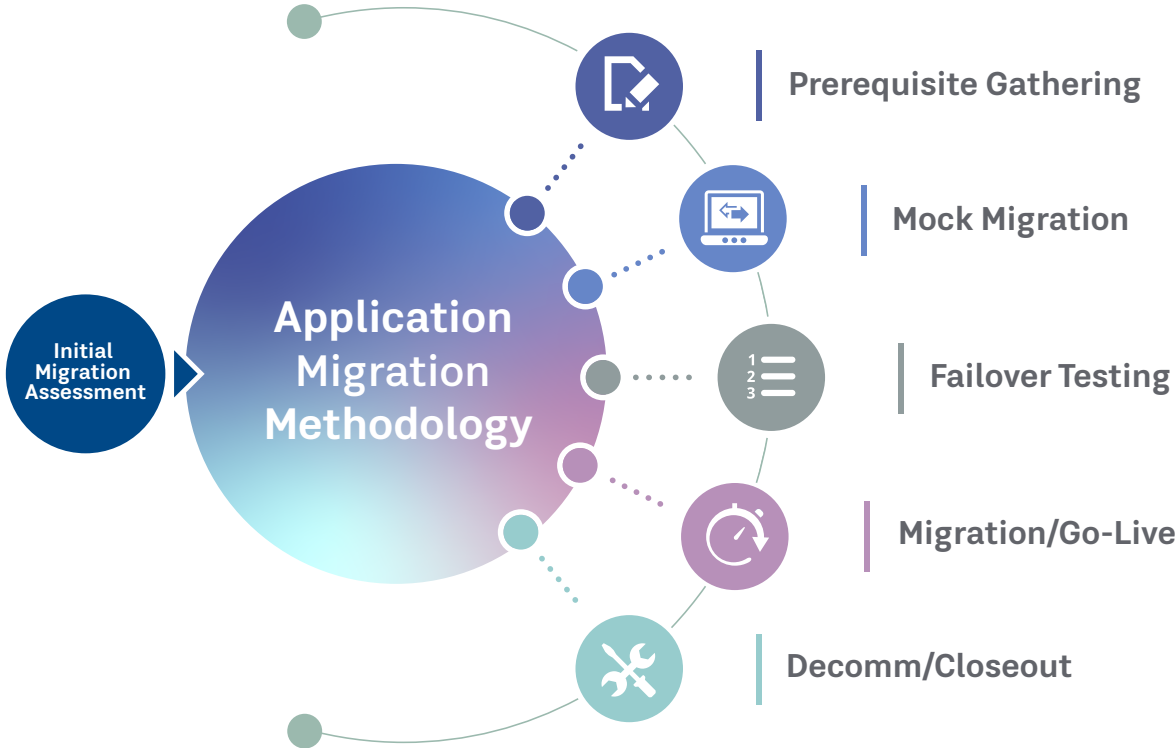 Prerequisite Gathering
Mock Migration
Initial
Migration
Assessment
Application
Migration
Methodology
1
2
3
Failover Testing
Migration/Go-Live
Decomm/Closeout